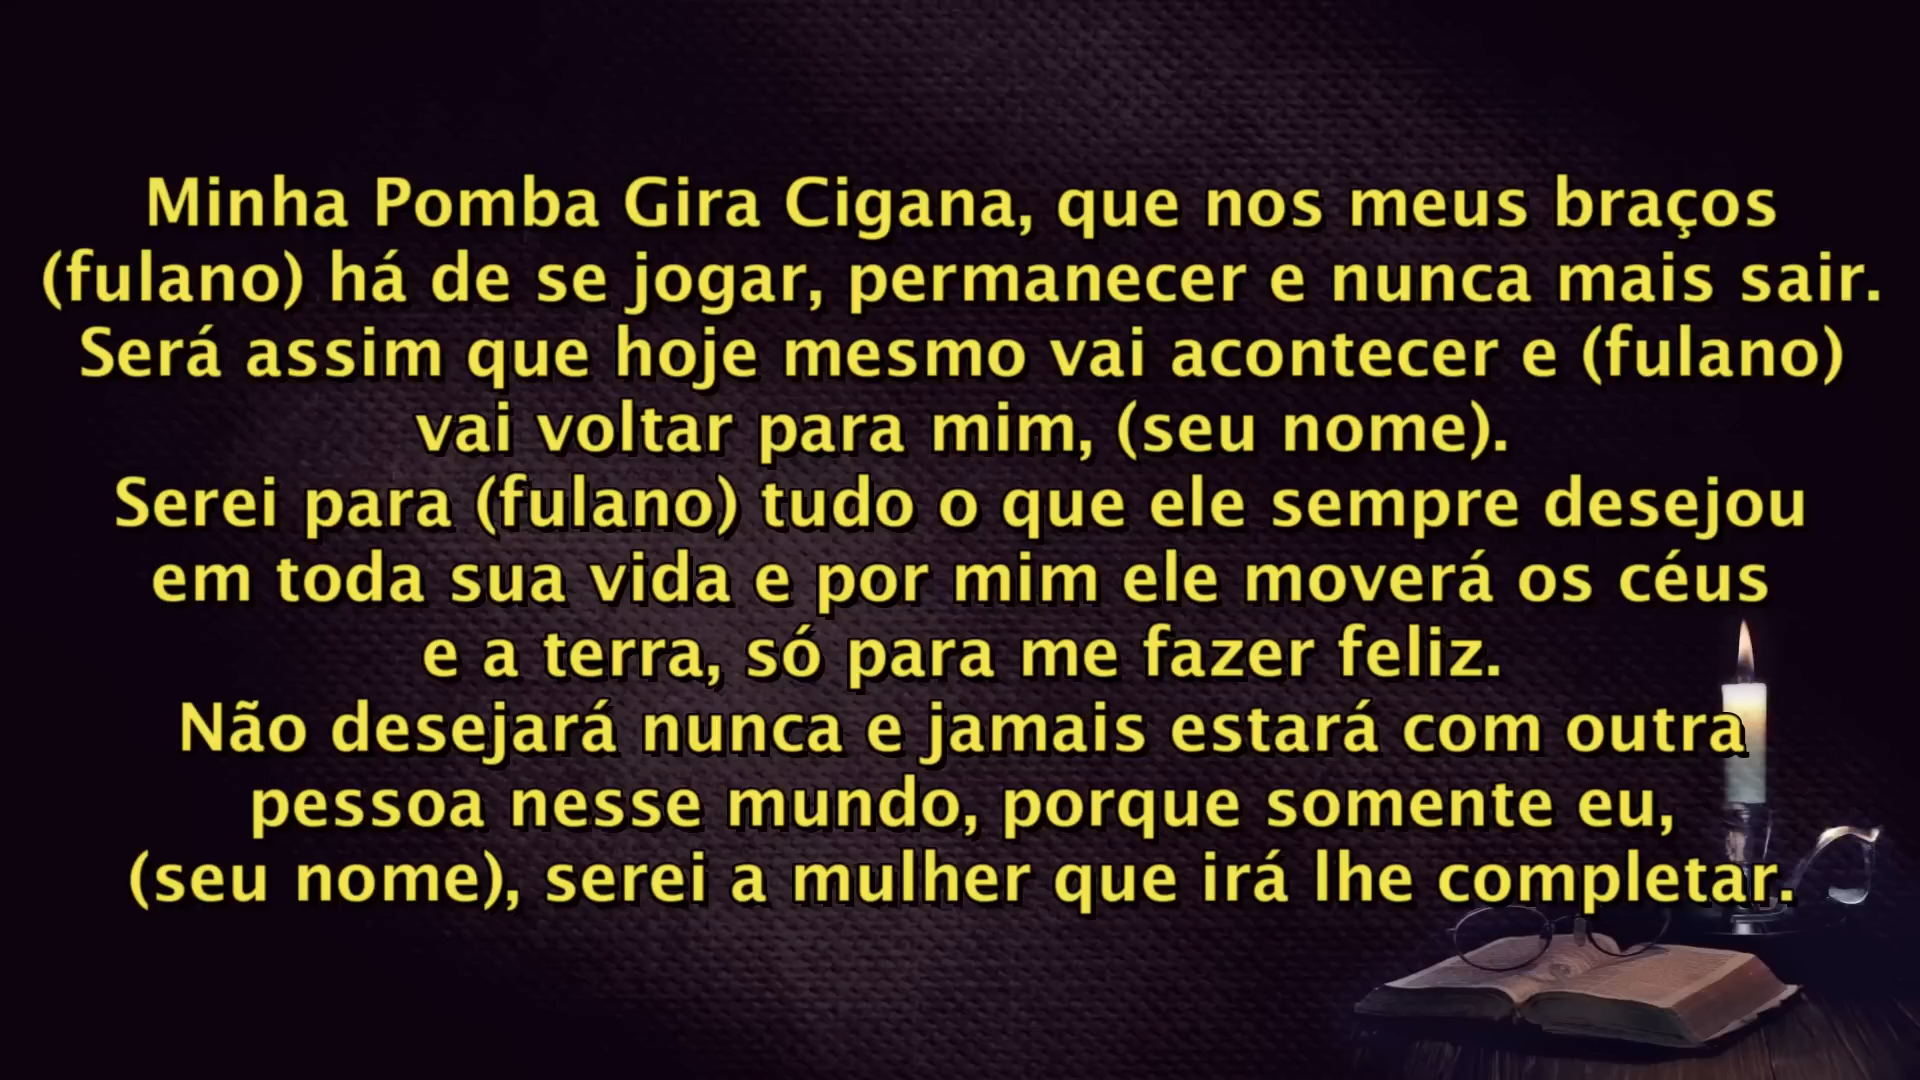 Minha Pomba Gira Cigana, que nos meus braços
(fulano) há de se jogar, permanecer e nunca mais sair.
Será assim que hoje mesmo vai acontecer e (fulano)
vai voltar para mim, (seu nome).
Serei para (fulano) tudo o que ele sempre desejou
em toda sua vida e por mim ele moverá os céus
e a terra, só para me fazer feliz.
Não desejará nunca e jamais estará com outra
pessoa nesse mundo, porque somente eu,
(seu nome), serei a mulher que irá lhe completar.